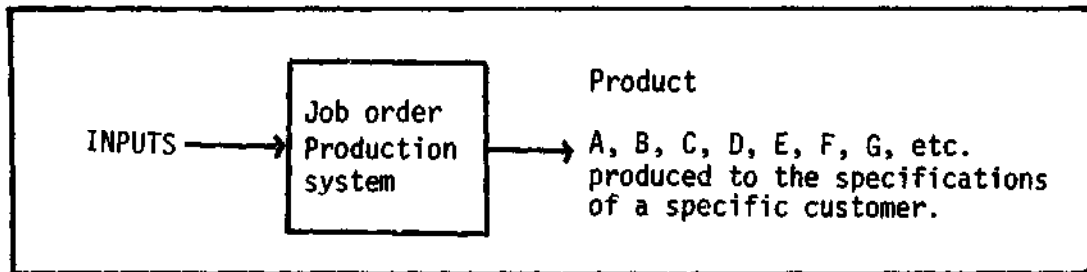 INPUTS
Job order
Production
system
Product
A, B, C, D, E, F, G, etc.
produced to the specifications
of a specific customer.